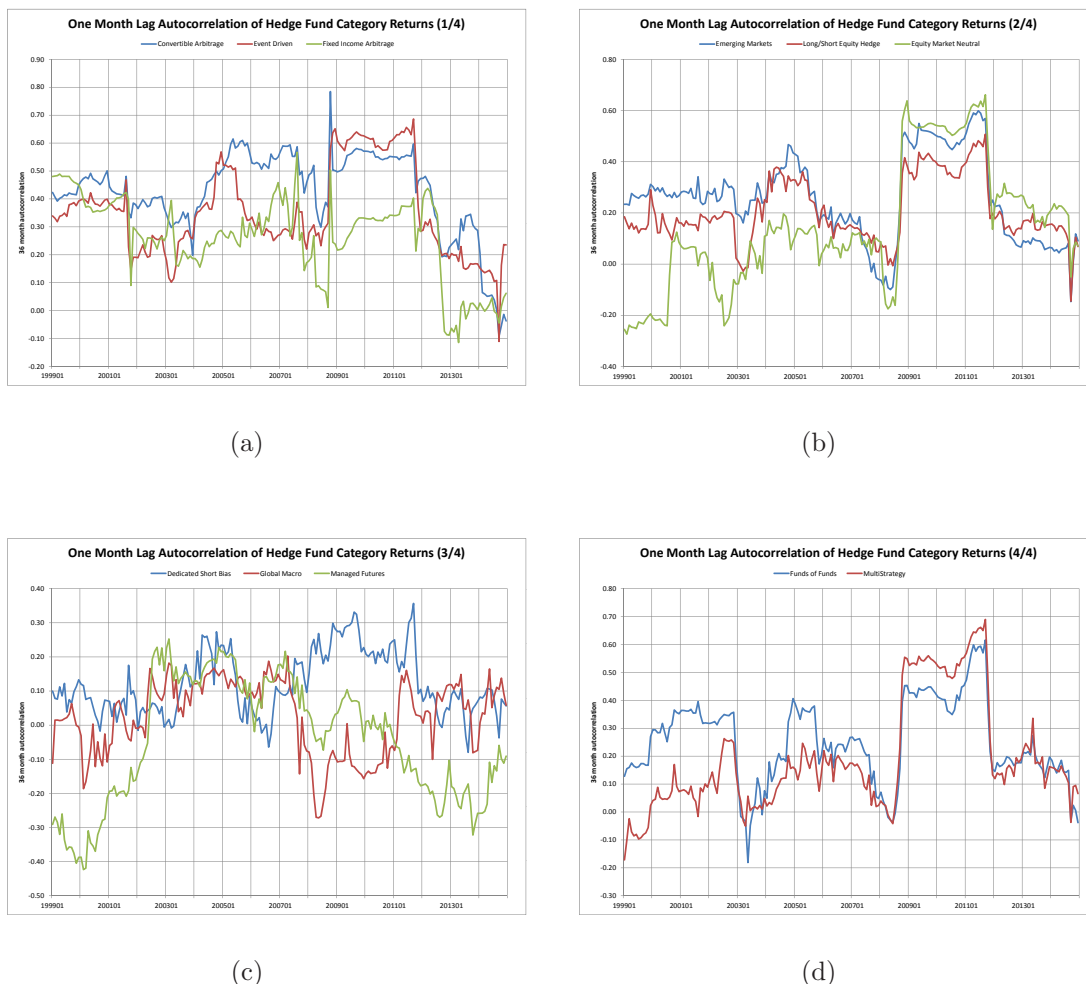 One Month Lag Autocorrelation of Hedge Fund Category Returns (1/4)
Convertible Arbitrage Event Driven Fixed Income Arbitrage
0.90
0.80
0.70
0.60
0.50
0.40
0.30
0.20
0.10
0.00
-0.10
-0.20
36 month autocorrelation
199901 200101 200301 200501 200701 200901 201101 201301
(a)
One Month Lag Autocorrelation of Hedge Fund Category Returns (2/4)
Emerging Markets Long/Short Equity Hedge Equity Market Neutral
0.80
0.60
0.40
0.20
0.00
-0.20
-0.40
36 month autocorrelation
199901 200101 200301 200501 200701 200901 201101 201301
(b)
One Month Lag Autocorrelation of Hedge Fund Category Returns (3/4)
Dedicated Short Bias Global Macro Managed Futures
0.40
0.30
0.20
0.10
0.00
-0.10
-0.20
-0.30
-0.40
-0.50
36 month autocorrelation
199901 200101 200301 200501 200701 200901 201101 201301
(c)
One Month Lag Autocorrelation of Hedge Fund Category Returns (4/4)
Funds of Funds MultiStrategy
0.80
0.70
0.60
0.50
0.40
0.30
0.20
0.10
0.00
-0.10
-0.20
-0.30
36 month autocorrelation
199901 200101 200301 200501 200701 200901 201101 201301
(d)